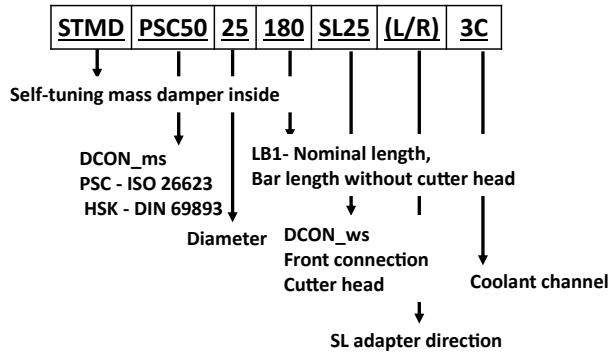 STMD PSC50 25 180 SL25 (L/R) 3C
Self-tuning mass damper inside
DCON_ms
PSC - ISO 26623
HSK - DIN 69893
LB1- Nominal length,
Bar length without cutter head
Diameter
DCON_ws
Front connection
Cutter head
Coolant channel
SL adapter direction